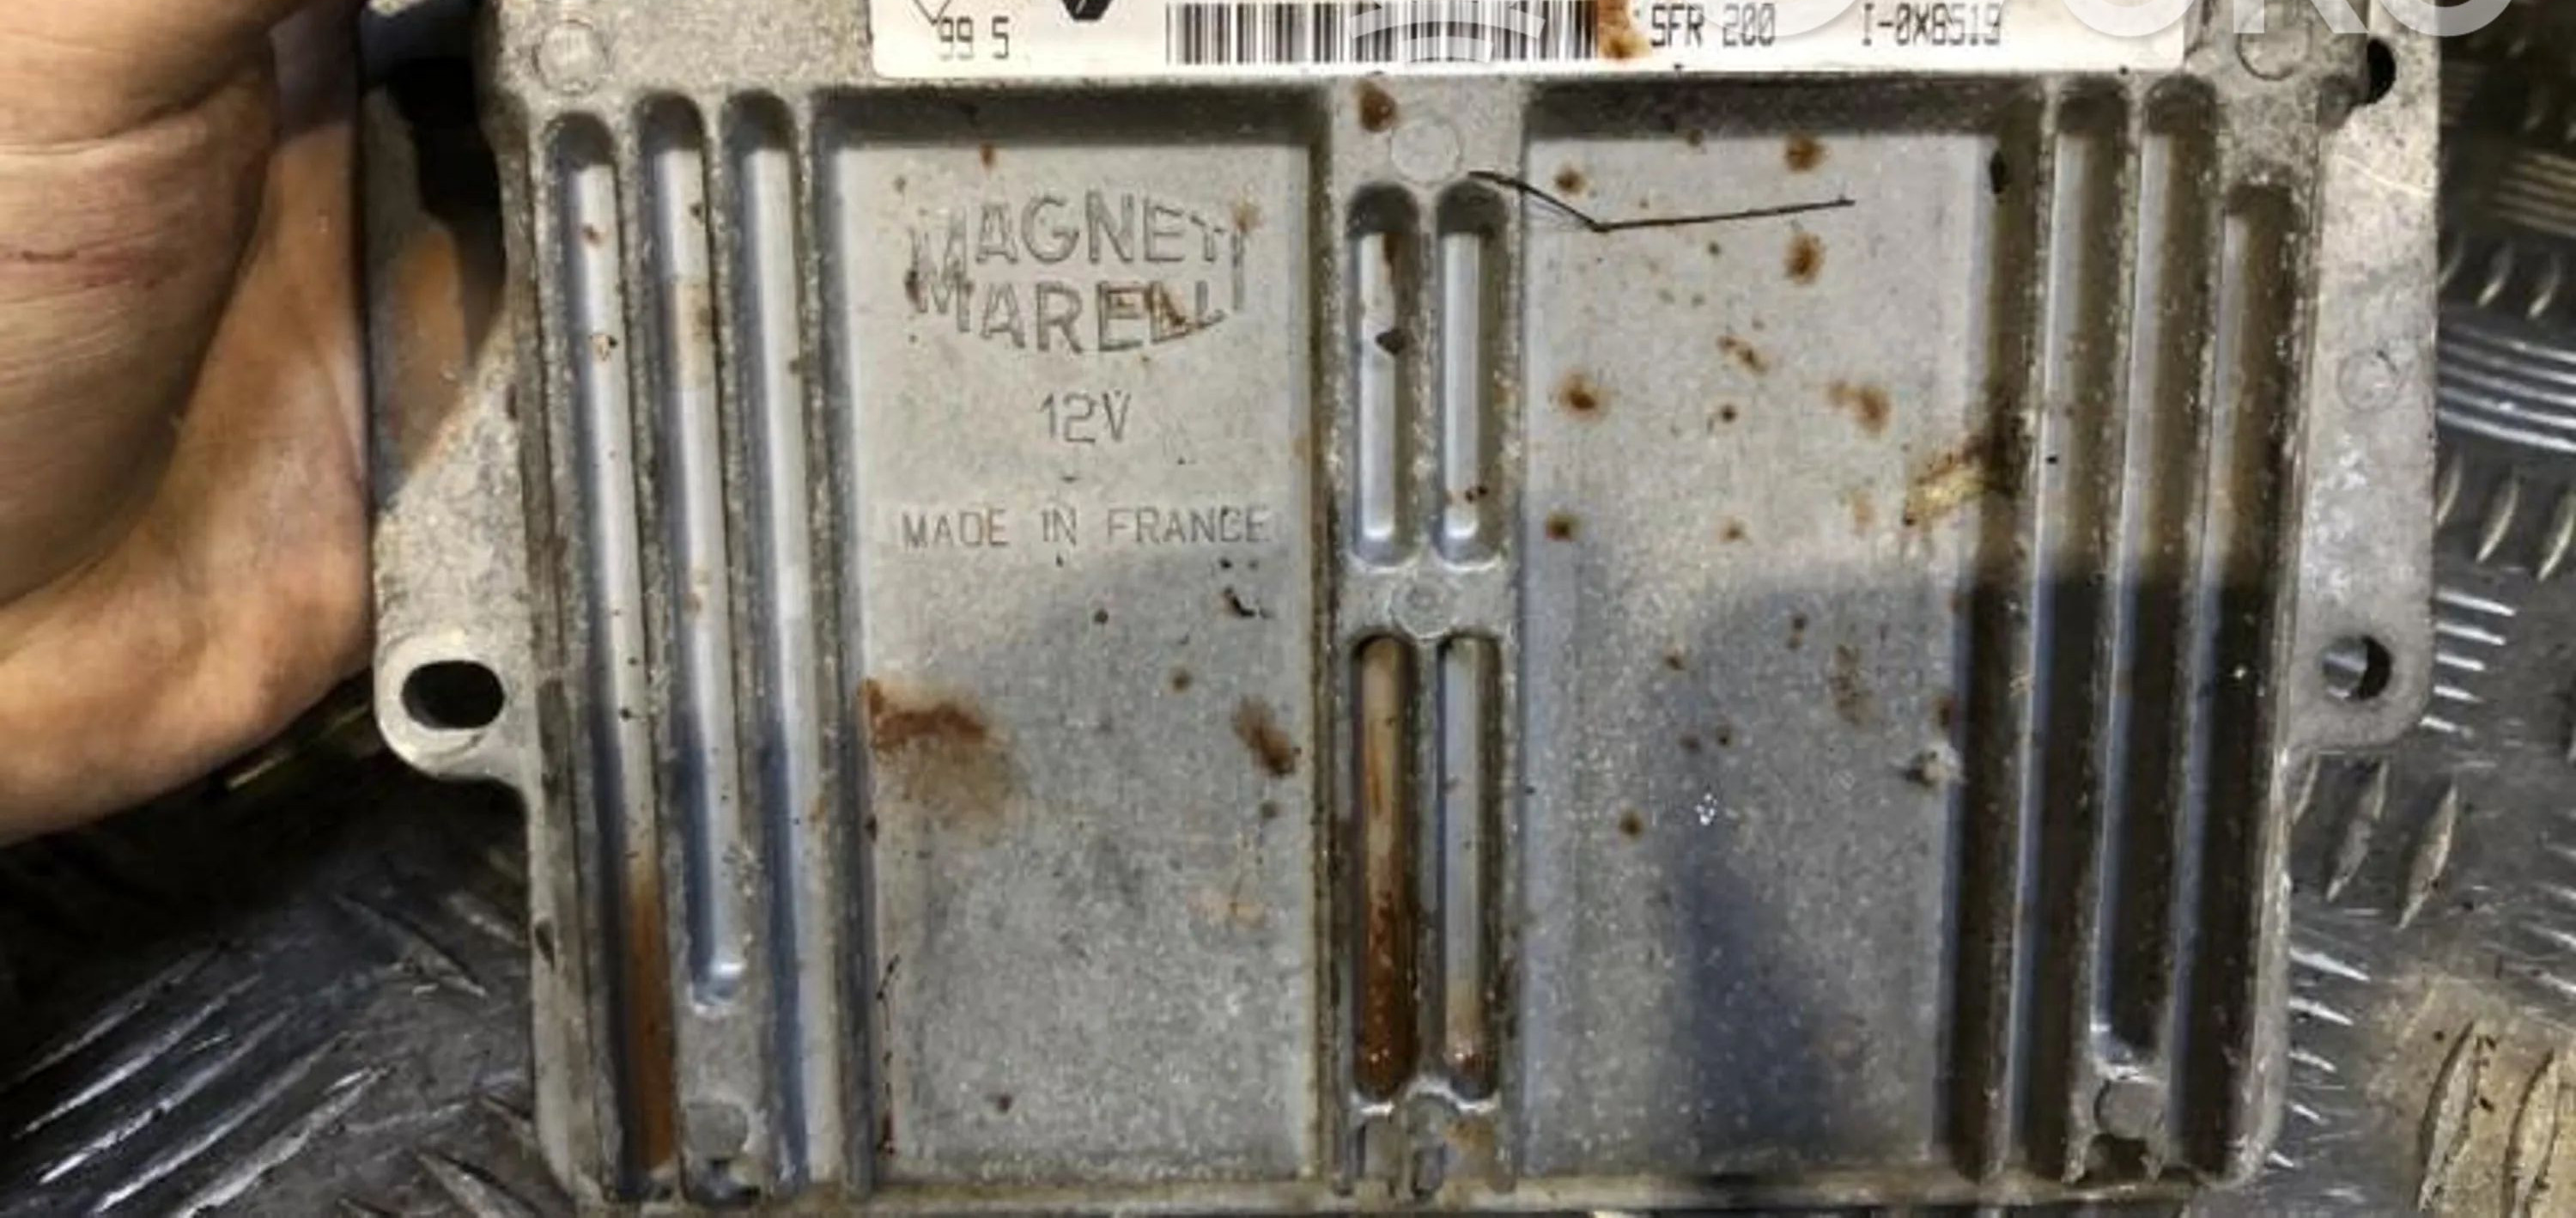 99 5 SFR 200 I-0X8519
MAGNETI
MARELLI
12V
MADE IN FRANCE